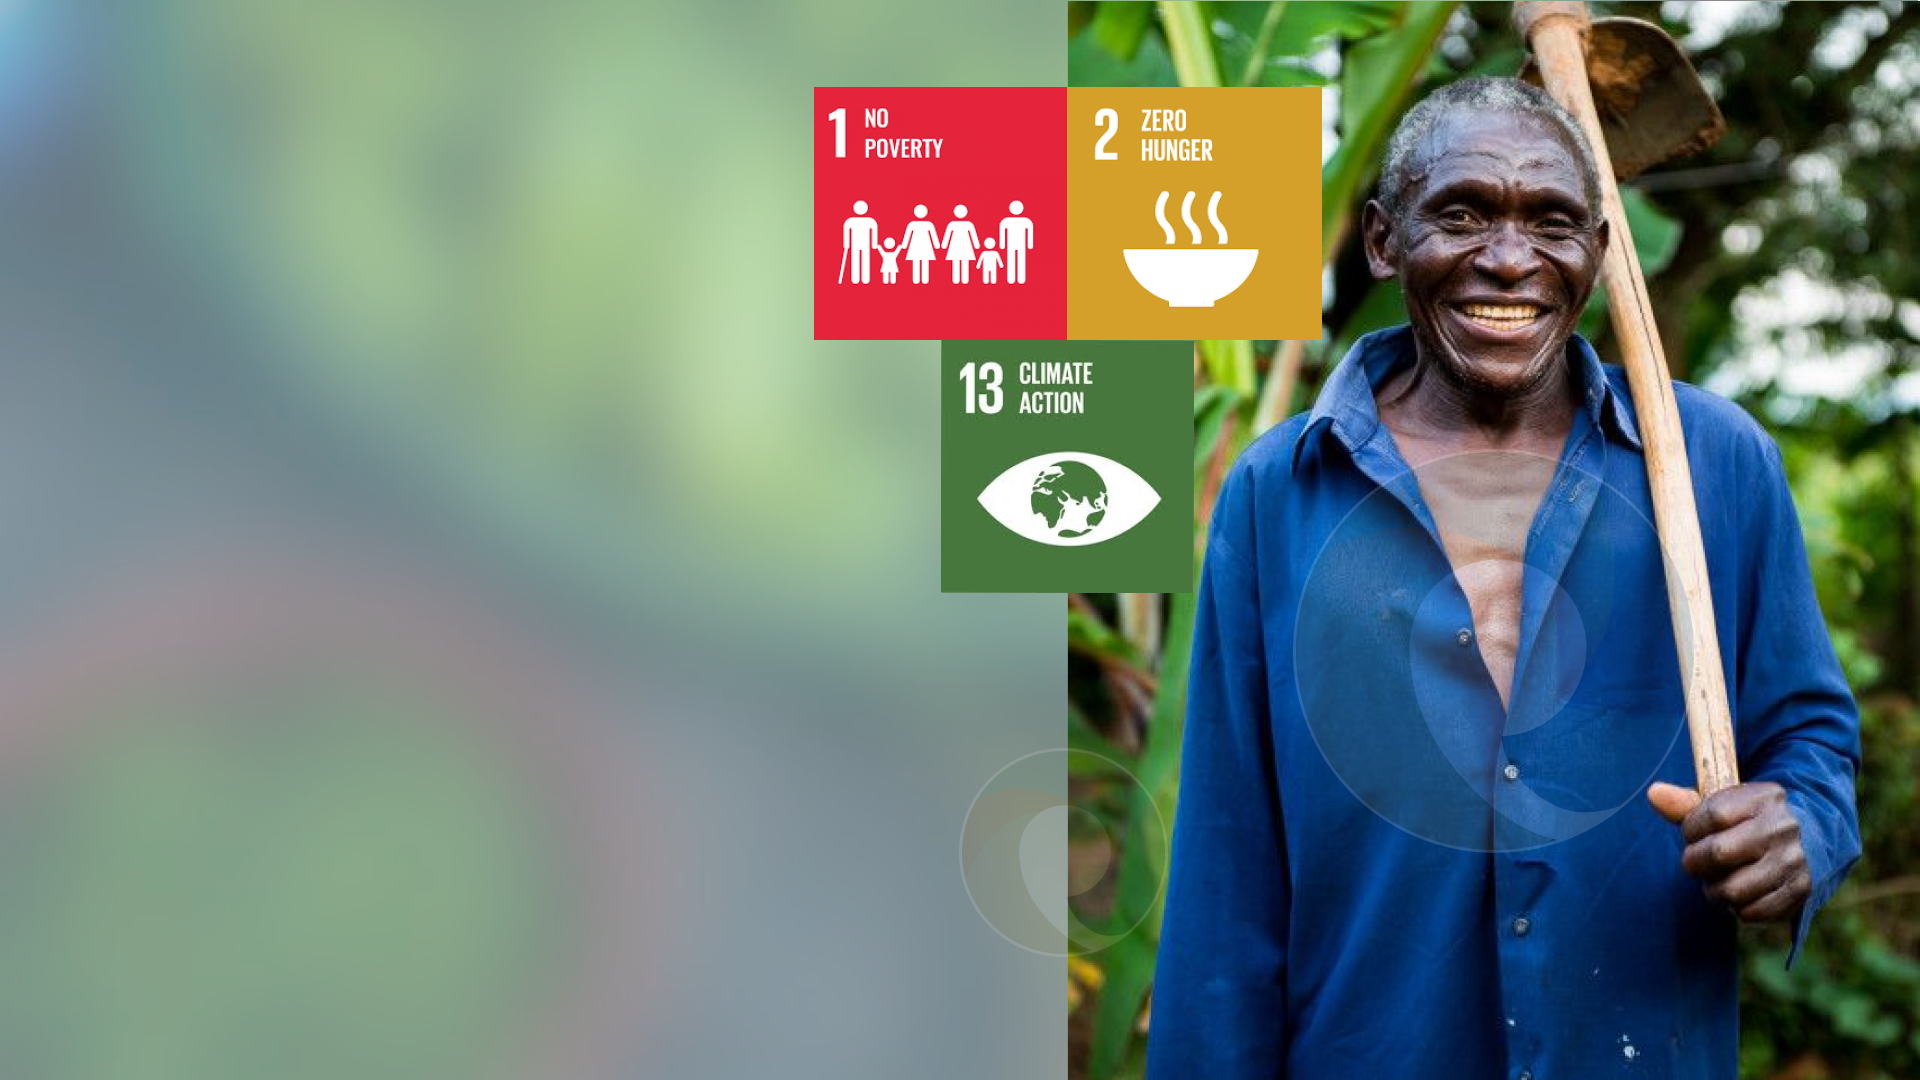 1 NO
POVERTY
2 ZERO
HUNGER
13 CLIMATE
ACTION